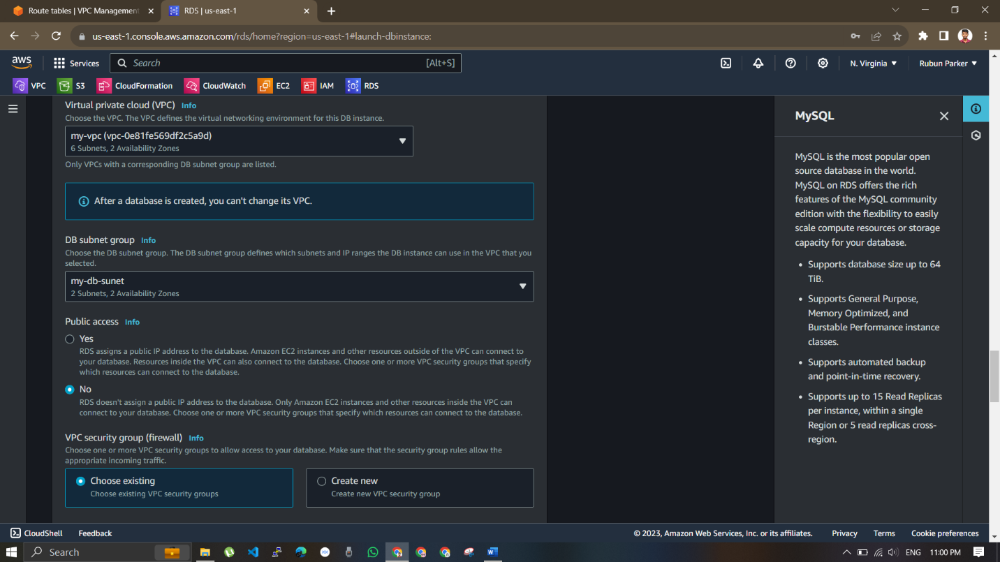 Route tables | VPC Management
RDS | us-east-1
us-east-1.console.aws.amazon.com/rds/home?region=us-east-1#launch-dbinstance:
aws
Services
Search
[Alt+S]
N. Virginia
Rubun Parker
VPC
S3
CloudFormation
CloudWatch
EC2
IAM
RDS
Virtual private cloud (VPC) Info
Choose the VPC. The VPC defines the virtual networking environment for this DB instance.
my-vpc (vpc-0e81fe569df2c5a9d)
6 Subnets, 2 Availability Zones
Only VPCs with a corresponding DB subnet group are listed.
After a database is created, you can't change its VPC.
DB subnet group Info
Choose the DB subnet group. The DB subnet group defines which subnets and IP ranges the DB instance can use in the VPC that you
selected.
my-db-sunet
2 Subnets, 2 Availability Zones
Public access Info
Yes
RDS assigns a public IP address to the database. Amazon EC2 instances and other resources outside of the VPC can connect to
your database. Resources inside the VPC can also connect to the database. Choose one or more VPC security groups that specify
which resources can connect to the database.
No
RDS doesn't assign a public IP address to the database. Only Amazon EC2 instances and other resources inside the VPC can
connect to your database. Choose one or more VPC security groups that specify which resources can connect to the database.
VPC security group (firewall) Info
Choose one or more VPC security groups to allow access to your database. Make sure that the security group rules allow the
appropriate incoming traffic.
Choose existing
Choose existing VPC security groups
Create new
Create new VPC security group
MySQL
MySQL is the most popular open
source database in the world.
MySQL on RDS offers the rich
features of the MySQL community
edition with the flexibility to easily
scale compute resources or storage
capacity for your database.
• Supports database size up to 64
TiB.
• Supports General Purpose,
Memory Optimized, and
Burstable Performance instance
classes.
• Supports automated backup
and point-in-time recovery.
• Supports up to 15 Read Replicas
per instance, within a single
Region or 5 read replicas cross-
region.
CloudShell
Feedback
© 2023, Amazon Web Services, Inc. or its affiliates.
Privacy
Terms
Cookie preferences
Search
ENG
11:00 PM